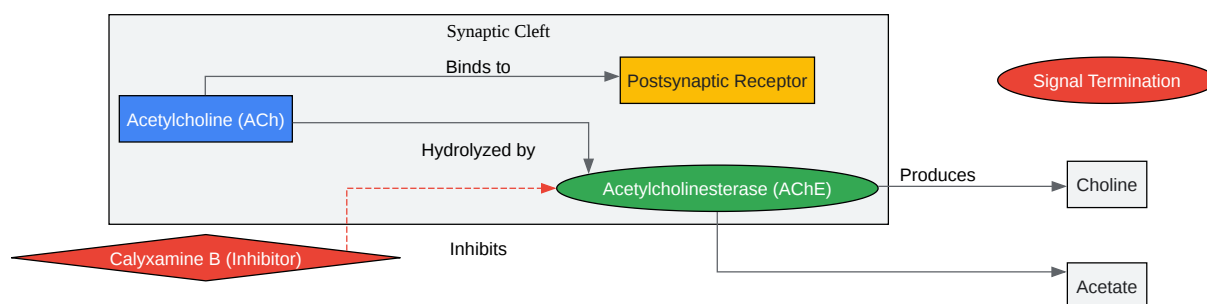 Synaptic Cleft
Binds to
Postsynaptic Receptor
Signal Termination
Acetylcholine (ACh)
Hydrolyzed by
Acetylcholinesterase (AChE)
Produces
Choline
Inhibits
Calyxamine B (Inhibitor)
Acetate